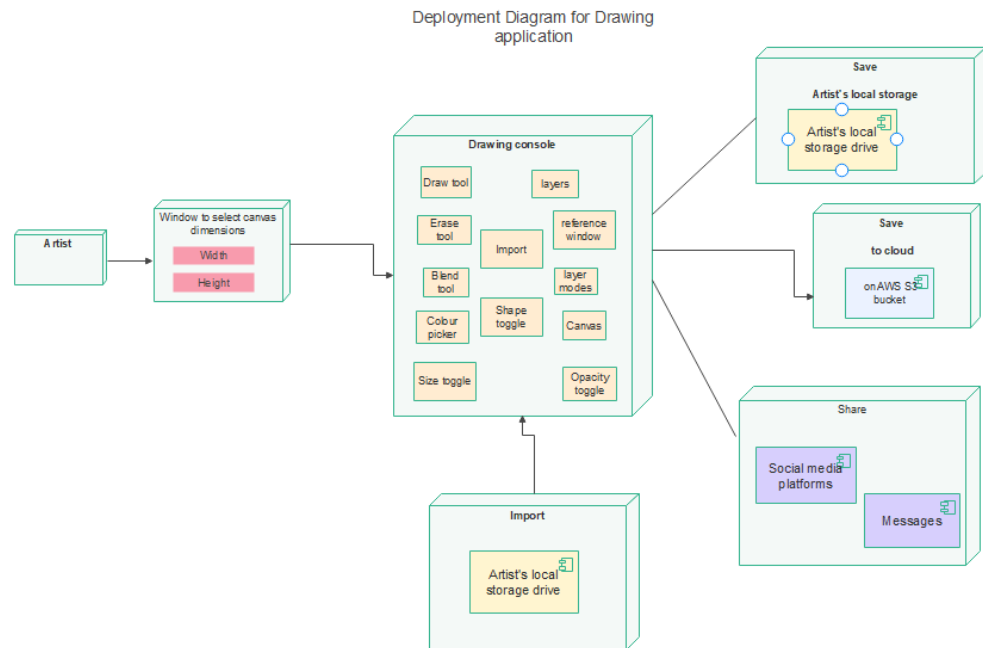 Deployment Diagram for Drawing
application
Artist
Window to select canvas
dimensions
Width
Height
Drawing console
Draw tool
layers
Erase
tool
reference
window
Import
Blend
tool
layer
modes
Colour
picker
Shape
toggle
Canvas
Size toggle
Opacity
toggle
Import
Artist's local
storage drive
Save
Artist's local storage
Artist's local
storage drive
Save
to cloud
onAWS S3
bucket
Share
Social media
platforms
Messages